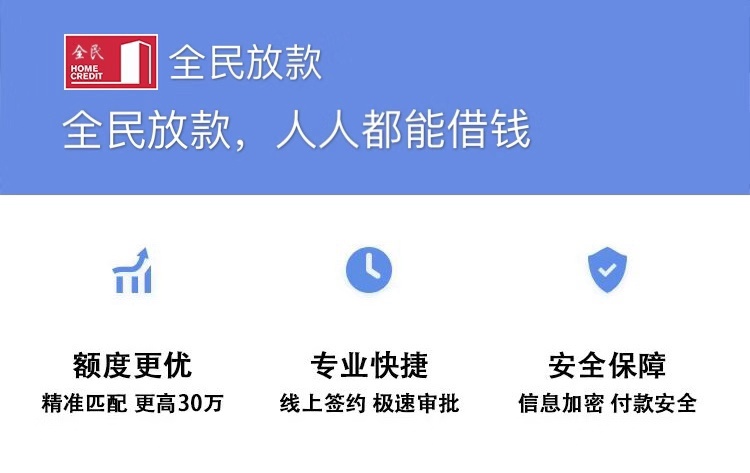 全民
HOME
CREDIT
全民放款
全民放款，人人都能借钱
额度更优
精准匹配 更高30万
专业快捷
线上签约 极速审批
安全保障
信息加密 付款安全